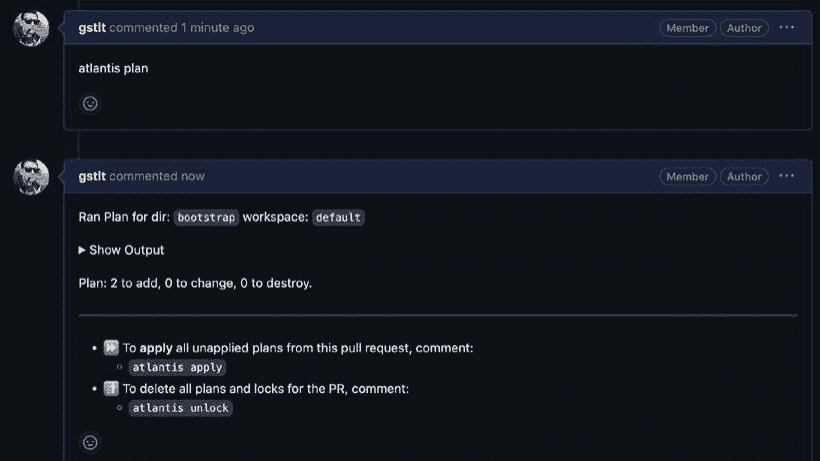 gstlt commented 1 minute ago Member Author
atlantis plan
gstlt commented now Member Author
Ran Plan for dir: bootstrap workspace: default
Show Output
Plan: 2 to add, 0 to change, 0 to destroy.
To apply all unapplied plans from this pull request, comment:
atlantis apply
To delete all plans and locks for the PR, comment:
atlantis unlock